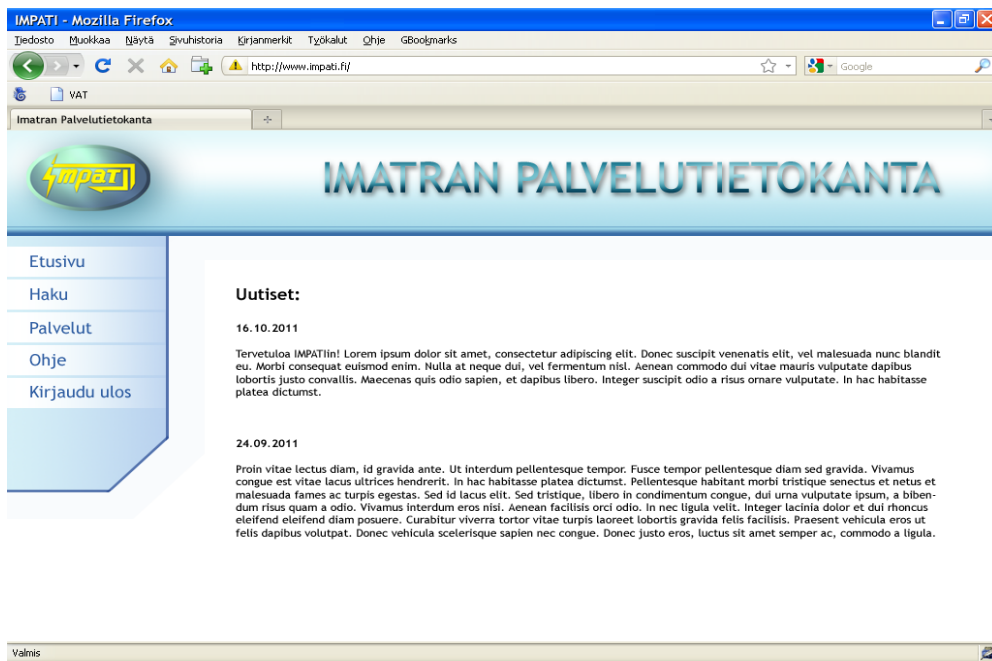 IMPATI - Mozilla Firefox
Tiedosto Muokkaa Näytä Sivuhistoria Kirjanmerkit Työkalut Ohje GBookmarks
http://www.impati.fi/ Google
VAT
Imatran Palvelutietokanta
impati
IMATRAN PALVELUTIETOKANTA
Etusivu
Haku
Palvelut
Ohje
Kirjaudu ulos
Uutiset:
16.10.2011
Tervetuloa IMPATIin! Lorem ipsum dolor sit amet, consectetur adipiscing elit. Donec suscipit venenatis elit, vel malesuada nunc blandit
eu. Morbi consequat euismod enim. Nulla at neque dui, vel fermentum nisl. Aenean commodo dui vitae mauris vulputate dapibus
lobortis justo convallis. Maecenas quis odio sapien, et dapibus libero. Integer suscipit odio a risus ornare vulputate. In hac habitasse
platea dictumst.
24.09.2011
Proin vitae lectus diam, id gravida ante. Ut interdum pellentesque tempor. Fusce tempor pellentesque diam sed gravida. Vivamus
congue est vitae lacus ultrices hendrerit. In hac habitasse platea dictumst. Pellentesque habitant morbi tristique senectus et netus et
malesuada fames ac turpis egestas. Sed id lacus elit. Sed tristique, libero in condimentum congue, dui urna vulputate ipsum, a biben-
dum risus quam a odio. Vivamus interdum eros nisi. Aenean facilisis orci odio. In nec ligula velit. Integer lacinia dolor et dui rhoncus
eleifend eleifend diam posuere. Curabitur viverra tortor vitae turpis laoreet lobortis gravida felis facilisis. Praesent vehicula eros ut
felis dapibus volutpat. Donec vehicula scelerisque sapien nec congue. Donec justo eros, luctus sit amet semper ac, commodo a ligula.
Valmis